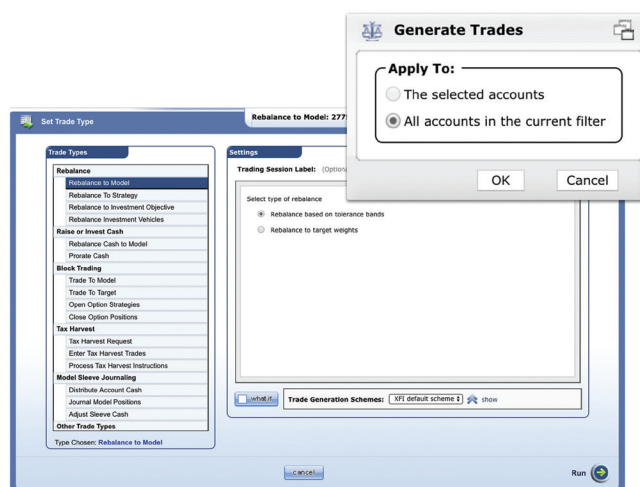 Generate Trades
Apply To:
The selected accounts
All accounts in the current filter
OK Cancel
Set Trade Type
Rebalance to Model:
Trade Types
Rebalance
Rebalance to Model
Rebalance To Strategy
Rebalance to Investment Objective
Rebalance Investment Vehicles
Raise or Invest Cash
Rebalance Cash to Model
Prorate Cash
Block Trading
Trade To Model
Trade To Target
Open Option Strategies
Close Option Positions
Tax Harvest
Tax Harvest Request
Enter Tax Harvest Trades
Process Tax Harvest Instructions
Model Sleeve Journaling
Distribute Account Cash
Journal Model Positions
Adjust Sleeve Cash
Other Trade Types
Type Chosen: Rebalance to Model
Settings
Trading Session Label:
Select type of rebalance
Rebalance based on tolerance bands
Rebalance to target weights
what if
Trade Generation Schemes: XFI default scheme show
cancel
Run